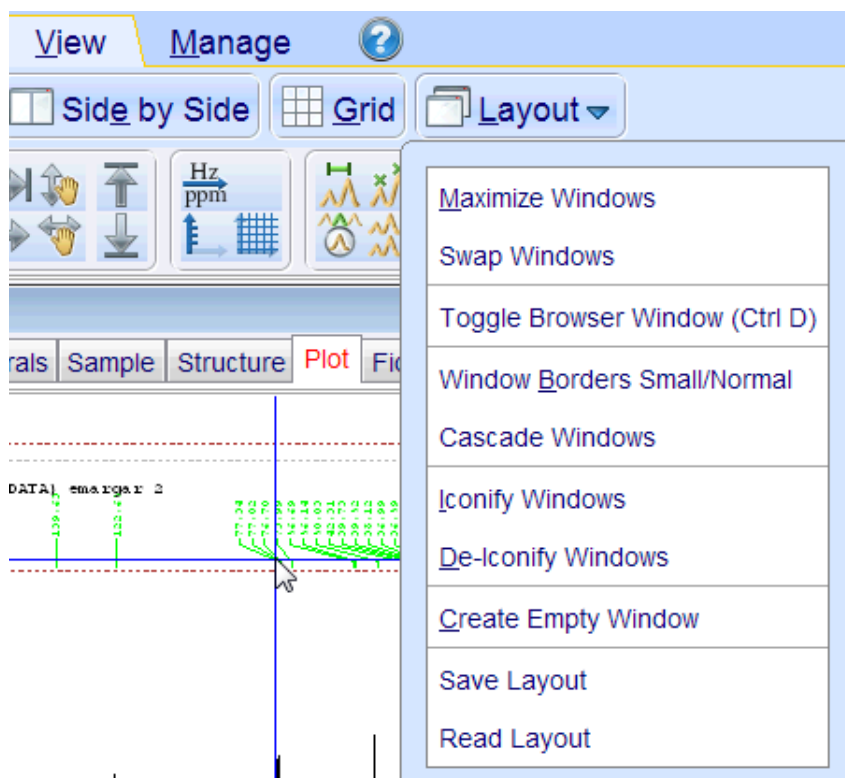 View Manage ?
Side by Side Grid Layout
Hz
ppm
Maximize Windows
Swap Windows
Toggle Browser Window (Ctrl D)
rals Sample Structure Plot Fid
Window Borders Small/Normal
Cascade Windows
DATA] emargar 2
Iconify Windows
De-Iconify Windows
Create Empty Window
Save Layout
Read Layout